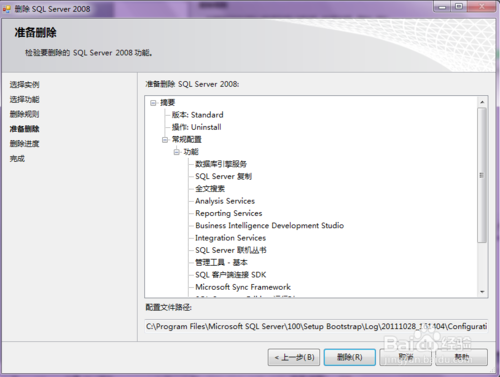 删除 SQL Server 2008
准备删除
检验要删除的 SQL Server 2008 功能。
选择实例
选择功能
删除规则
准备删除
删除进度
完成
准备删除 SQL Server 2008:
摘要
版本: Standard
操作: Uninstall
常规配置
功能
数据库引擎服务
SQL Server 复制
全文搜索
Analysis Services
Reporting Services
Business Intelligence Development Studio
Integration Services
SQL Server 联机丛书
管理工具 - 基本
SQL 客户端连接 SDK
Microsoft Sync Framework
配置文件路径:
C:\Program Files\Microsoft SQL Server\100\Setup Bootstrap\Log\20111028_161404\Configurati
< 上一步(B)
删除(R)
取消
帮助
Baidu 经验